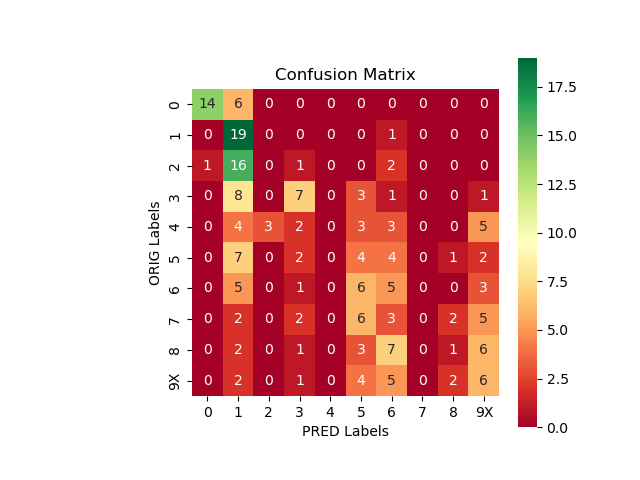 Confusion Matrix
ORIG Labels
0 14 6 0 0 0 0 0 0 0 0
1 0 19 0 0 0 0 1 0 0 0
2 1 16 0 1 0 0 2 0 0 0
3 0 8 0 7 0 3 1 0 0 1
4 0 4 3 2 0 3 3 0 0 5
5 0 7 0 2 0 4 4 0 1 2
6 0 5 0 1 0 6 5 0 0 3
7 0 2 0 2 0 6 3 0 2 5
8 0 2 0 1 0 3 7 0 1 6
9X 0 2 0 1 0 4 5 0 2 6
0 1 2 3 4 5 6 7 8 9X
PRED Labels
17.5
15.0
12.5
10.0
7.5
5.0
2.5
0.0